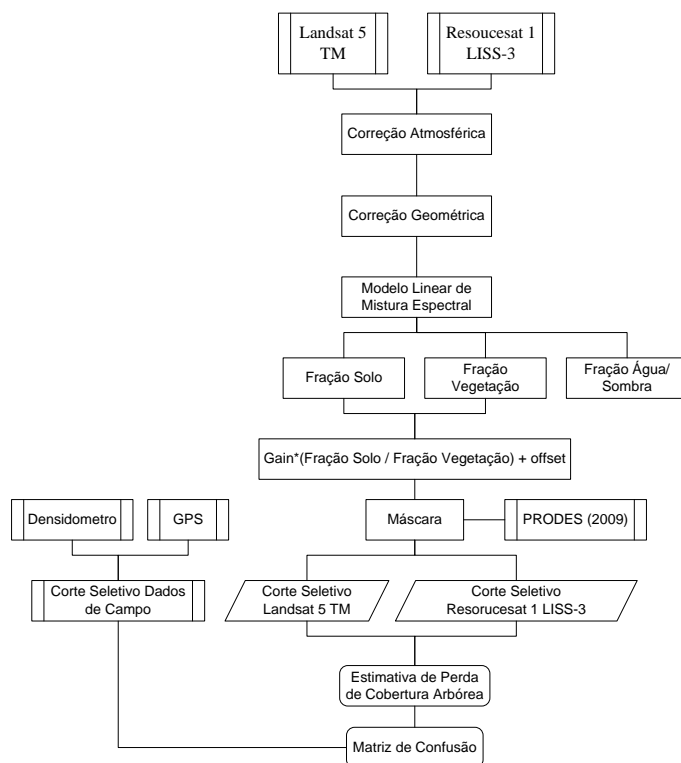 Landsat 5
TM
Resoucesat 1
LISS-3
Correção Atmosférica
Correção Geométrica
Modelo Linear de
Mistura Espectral
Fração Solo
Fração
Vegetação
Fração Água/
Sombra
Gain*(Fração Solo / Fração Vegetação) + offset
Densidometro
GPS
Máscara
PRODES (2009)
Corte Seletivo Dados
de Campo
Corte Seletivo
Landsat 5 TM
Corte Seletivo
Resorucesat 1 LISS-3
Estimativa de Perda
de Cobertura Arbórea
Matriz de Confusão